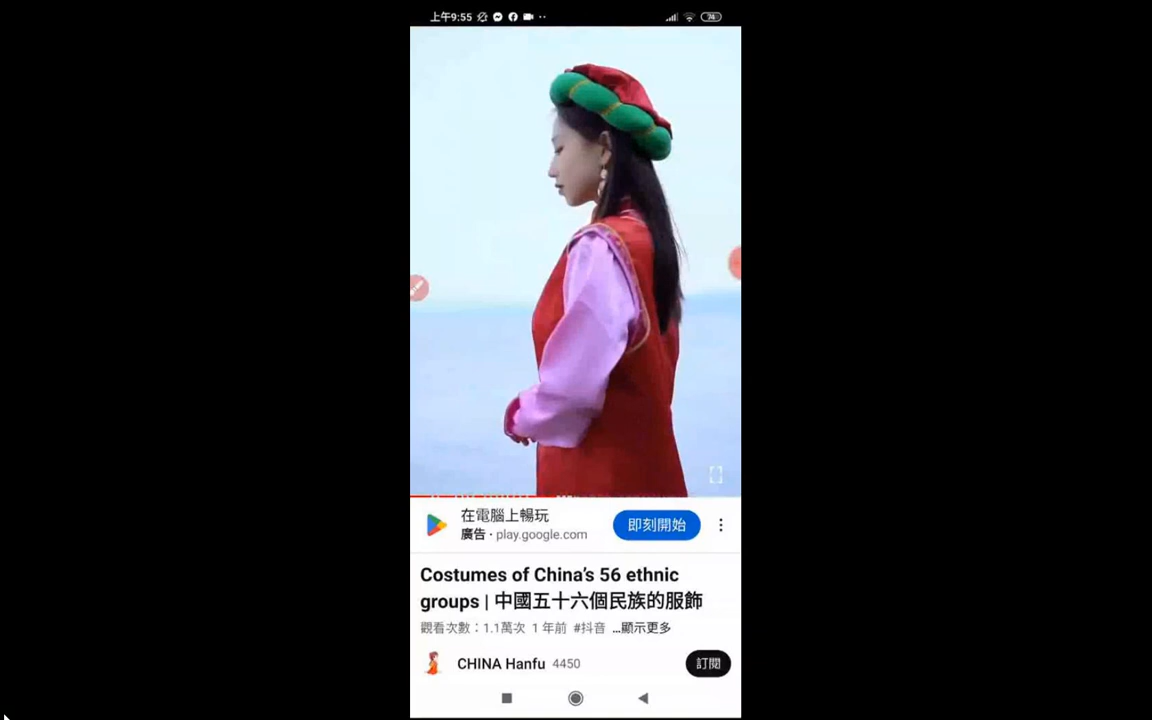 上午9:55
74
在電腦上暢玩
廣告 · play.google.com
即刻開始
Costumes of China’s 56 ethnic
groups | 中國五十六個民族的服飾
觀看次數：1.1萬次 1 年前 #抖音 ...顯示更多
CHINA Hanfu 4450
訂閱